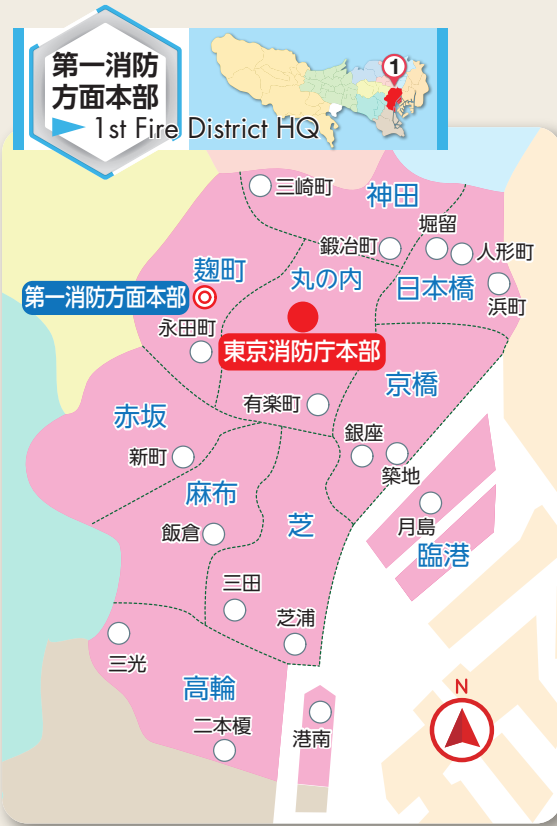 第一消防
方面本部
1st Fire District HQ
1
三崎町
神田
堀留
鍛冶町
人形町
麹町
丸の内
日本橋
浜町
第一消防方面本部
永田町
東京消防庁本部
京橋
有楽町
赤坂
銀座
新町
築地
麻布
月島
芝
飯倉
臨港
三田
芝浦
三光
高輪
N
二本榎
港南